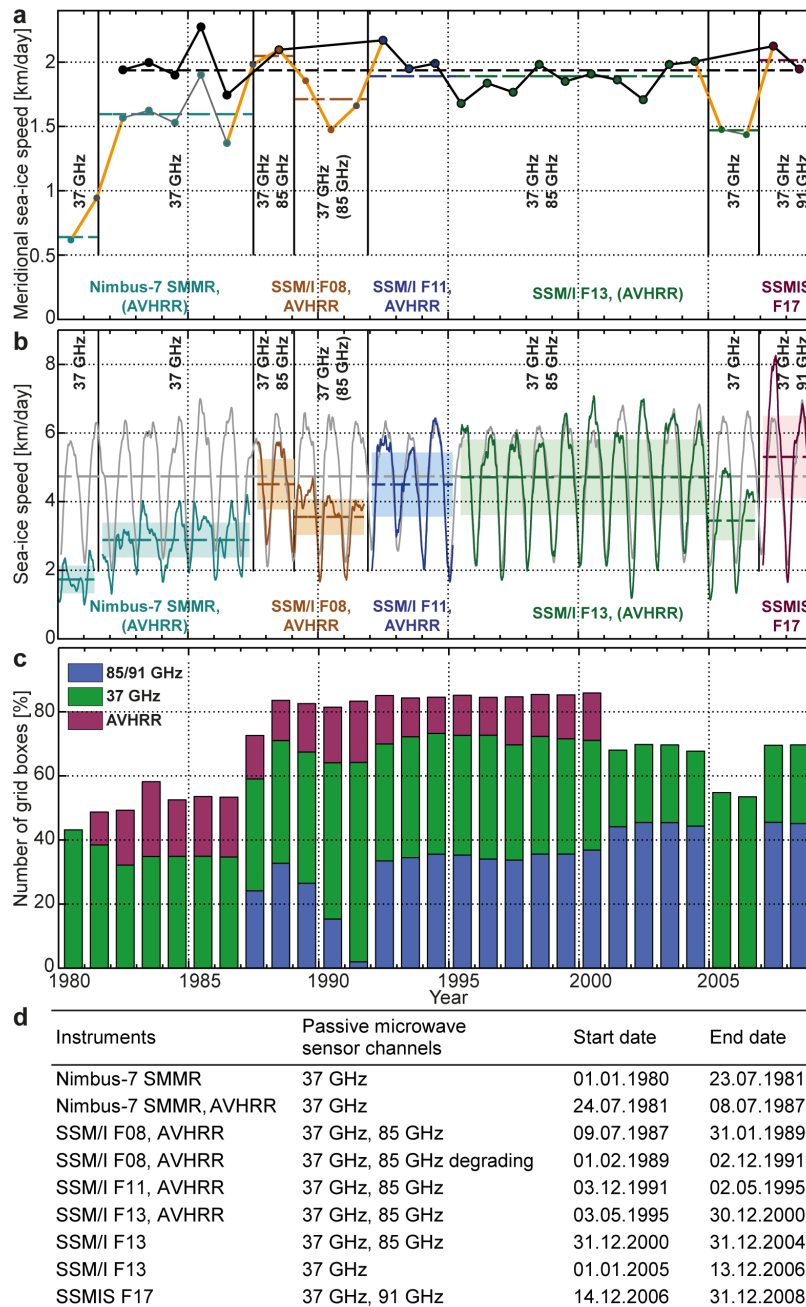 a
Meridional sea-ice speed [km/day]
2
1.5
1
0.5
0
37 GHz
37 GHz
37 GHz
85 GHz
37 GHz
(85 GHz)
37 GHz
85 GHz
37 GHz
37 GHz
91 GHz
Nimbus-7 SMMR,
(AVHRR)
SSM/I F08,
AVHRR
SSM/I F11,
AVHRR
SSM/I F13, (AVHRR)
SSMIS
F17
b
Sea-ice speed [km/day]
8
6
4
2
0
37 GHz
37 GHz
37 GHz
85 GHz
37 GHz
(85 GHz)
37 GHz
85 GHz
37 GHz
37 GHz
91 GHz
Nimbus-7 SMMR,
(AVHRR)
SSM/I F08,
AVHRR
SSM/I F11,
AVHRR
SSM/I F13, (AVHRR)
SSMIS
F17
c
Number of grid boxes [%]
85/91 GHz
37 GHz
AVHRR
80
60
40
20
0
1980 1985 1990 1995 2000 2005
Year
d
Instruments Passive microwave sensor channels Start date End date
Nimbus-7 SMMR 37 GHz 01.01.1980 23.07.1981
Nimbus-7 SMMR, AVHRR 37 GHz 24.07.1981 08.07.1987
SSM/I F08, AVHRR 37 GHz, 85 GHz 09.07.1987 31.01.1989
SSM/I F08, AVHRR 37 GHz, 85 GHz degrading 01.02.1989 02.12.1991
SSM/I F11, AVHRR 37 GHz, 85 GHz 03.12.1991 02.05.1995
SSM/I F13, AVHRR 37 GHz, 85 GHz 03.05.1995 30.12.2000
SSM/I F13 37 GHz, 85 GHz 31.12.2000 31.12.2004
SSM/I F13 37 GHz 01.01.2005 13.12.2006
SSMIS F17 37 GHz, 91 GHz 14.12.2006 31.12.2008